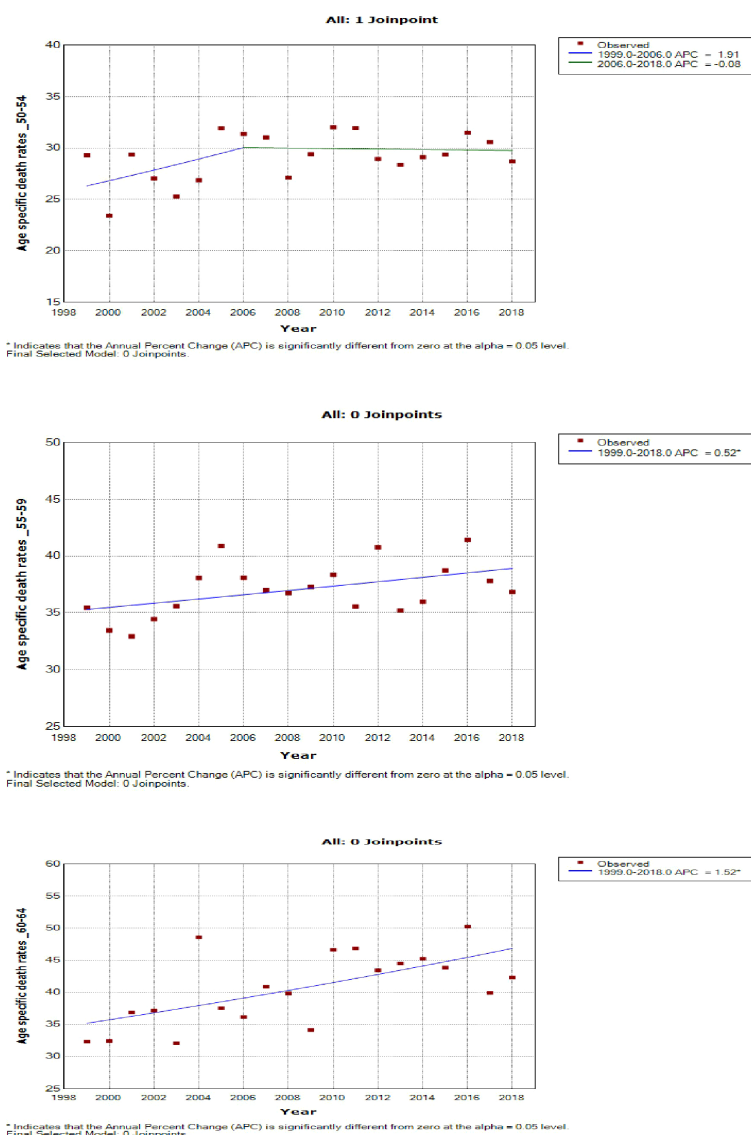 All: 1 Joinpoint
Observed
1999.0-2006.0 APC = 1.91
2006.0-2018.0 APC = -0.08
Age specific death rates _50-54
40
35
30
25
20
15
1998 2000 2002 2004 2006 2008 2010 2012 2014 2016 2018
Year
* Indicates that the Annual Percent Change (APC) is significantly different from zero at the alpha = 0.05 level.
Final Selected Model: 0 Joinpoints.
All: 0 Joinpoints
Observed
1999.0-2018.0 APC = 0.52*
Age specific death rates _55-59
50
45
40
35
30
25
1998 2000 2002 2004 2006 2008 2010 2012 2014 2016 2018
Year
* Indicates that the Annual Percent Change (APC) is significantly different from zero at the alpha = 0.05 level.
Final Selected Model: 0 Joinpoints.
All: 0 Joinpoints
Observed
1999.0-2018.0 APC = 1.52*
Age specific death rates _60-64
60
55
50
45
40
35
30
25
1998 2000 2002 2004 2006 2008 2010 2012 2014 2016 2018
Year
* Indicates that the Annual Percent Change (APC) is significantly different from zero at the alpha = 0.05 level.
Final Selected Model: 0 Joinpoints.